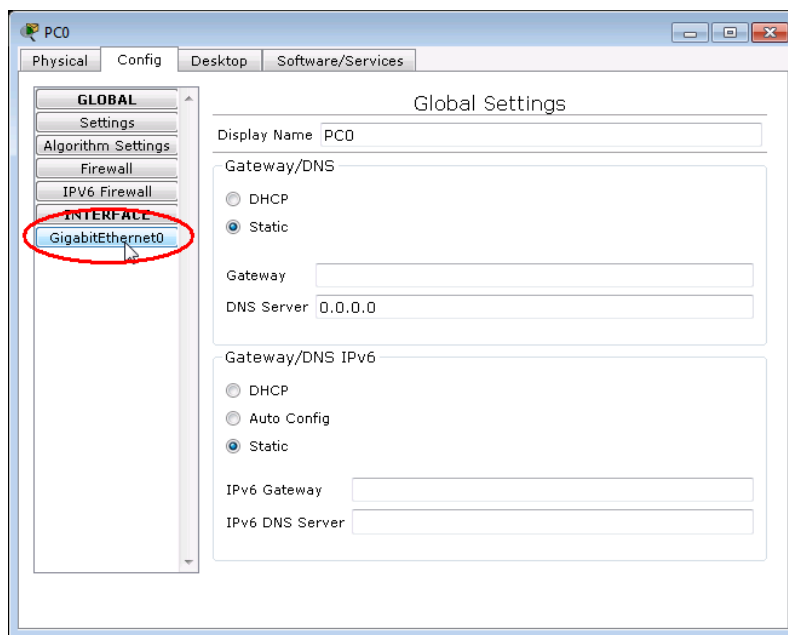 PC0
Physical Config Desktop Software/Services
GLOBAL
Settings
Algorithm Settings
Firewall
IPV6 Firewall
INTERFACE
GigabitEthernet0
Global Settings
Display Name PC0
Gateway/DNS
DHCP
Static
Gateway
DNS Server 0.0.0.0
Gateway/DNS IPv6
DHCP
Auto Config
Static
IPv6 Gateway
IPv6 DNS Server